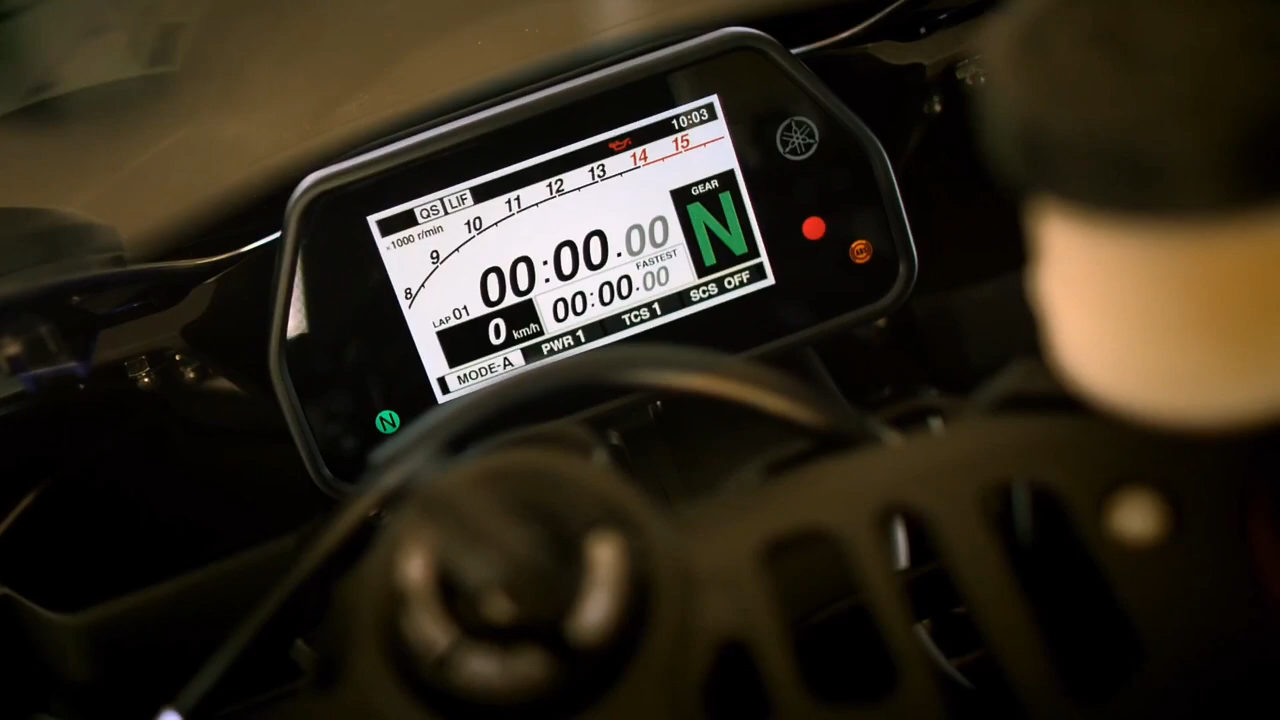 10:03
QS LIF
×1000 r/min
8 9 10 11 12 13 14 15
GEAR
N
00:00.00
LAP 01
FASTEST
00:00.00
0 km/h
MODE-A PWR 1 TCS 1 SCS OFF
N
ABS